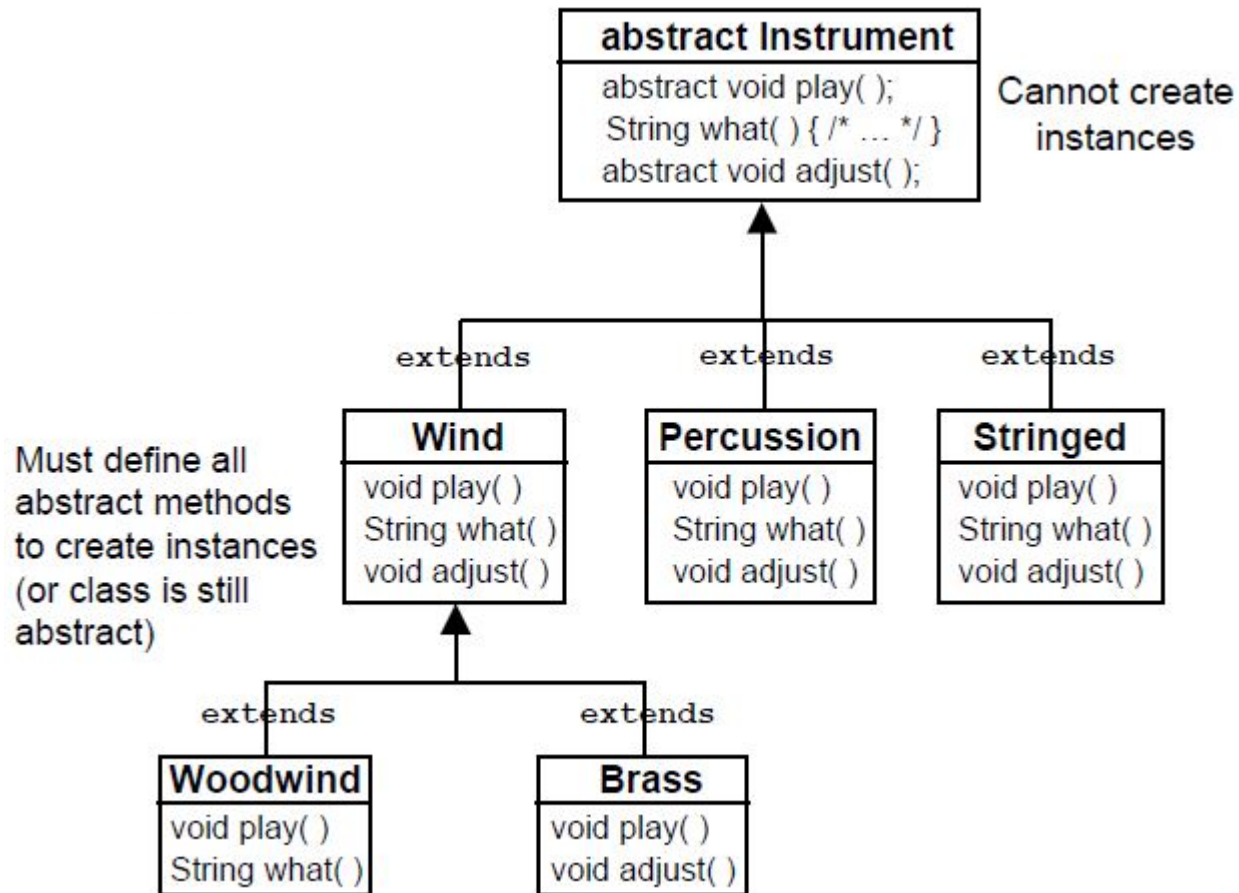 abstract Instrument
abstract void play( );
String what( ) { /* ... */ }
abstract void adjust( );
Cannot create
instances
extends
extends
extends
Wind
void play( )
String what( )
void adjust( )
Percussion
void play( )
String what( )
void adjust( )
Stringed
void play( )
String what( )
void adjust( )
Must define all
abstract methods
to create instances
(or class is still
abstract)
extends
extends
Woodwind
void play( )
String what( )
Brass
void play( )
void adjust( )